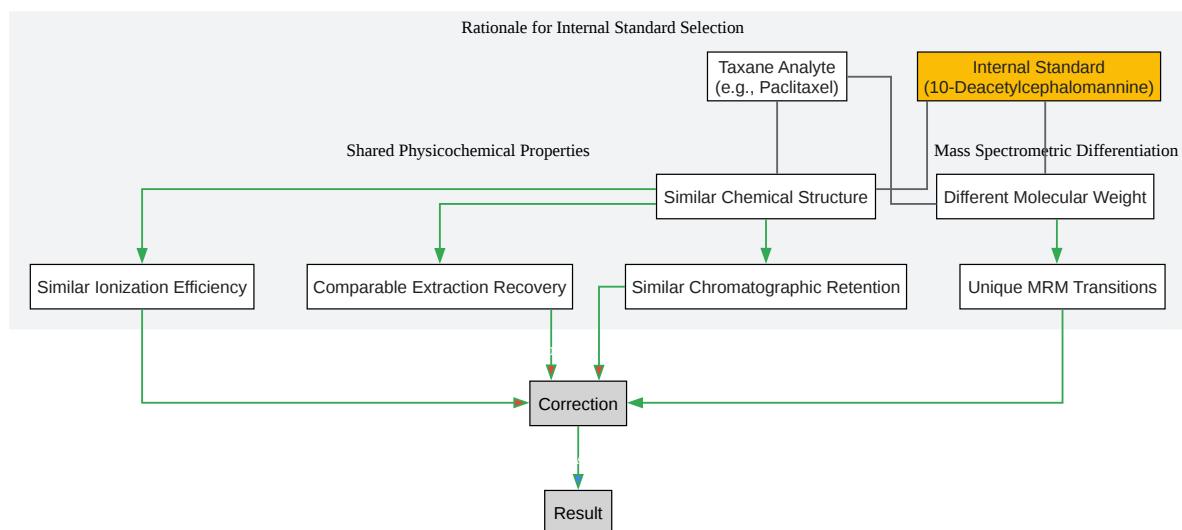 Rationale for Internal Standard Selection
Taxane Analyte
(e.g., Paclitaxel)
Internal Standard
(10-Deacetylcephalomannine)
Shared Physicochemical Properties
Mass Spectrometric Differentiation
Similar Chemical Structure
Different Molecular Weight
Similar Ionization Efficiency
Comparable Extraction Recovery
Similar Chromatographic Retention
Unique MRM Transitions
Correction
Result